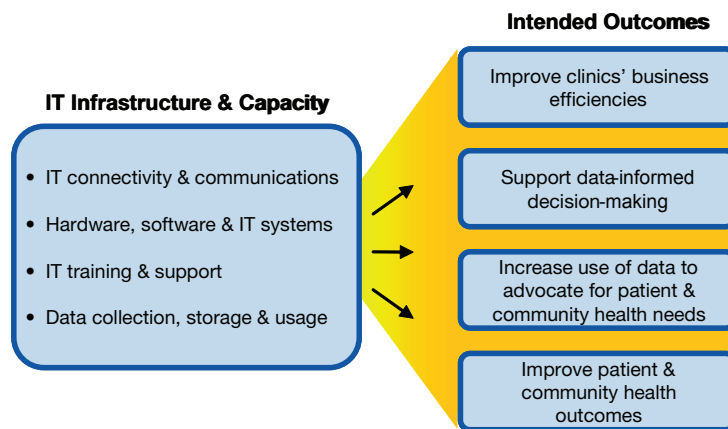 IT Infrastructure & Capacity
• IT connectivity & communications
• Hardware, software & IT systems
• IT training & support
• Data collection, storage & usage
Intended Outcomes
Improve clinics’ business
efficiencies
Support data-informed
decision-making
Increase use of data to
advocate for patient &
community health needs
Improve patient &
community health
outcomes